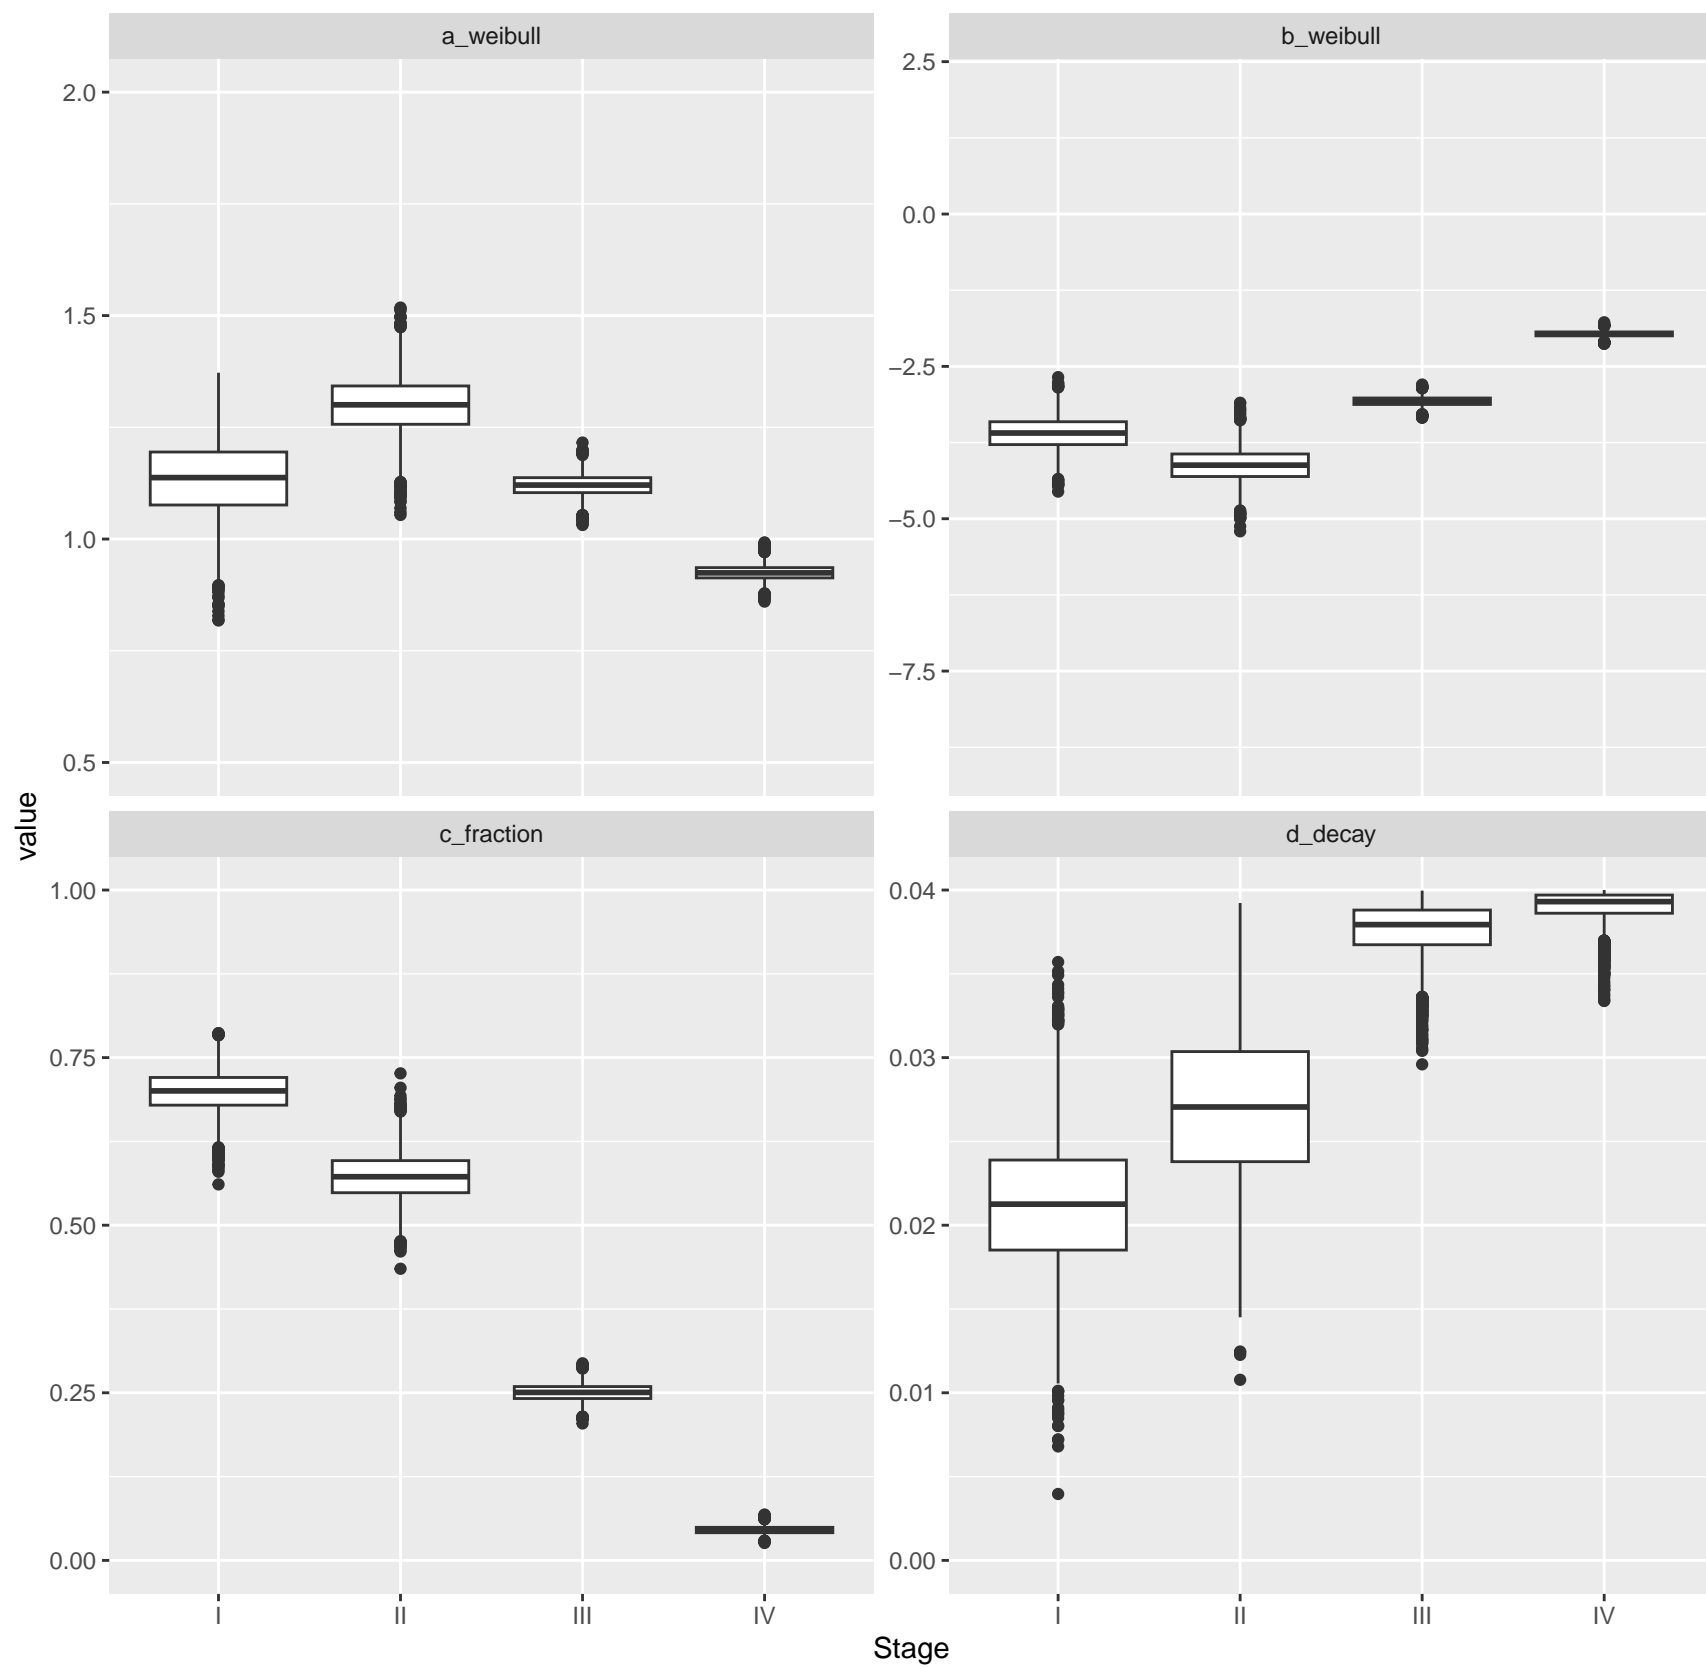 a_weibull
b_weibull
2.0
1.5
1.0
0.5
2.5
0.0
−2.5
−5.0
−7.5
value
c_fraction
d_decay
1.00
0.75
0.50
0.25
0.00
0.04
0.03
0.02
0.01
0.00
I II III IV
I II III IV
Stage